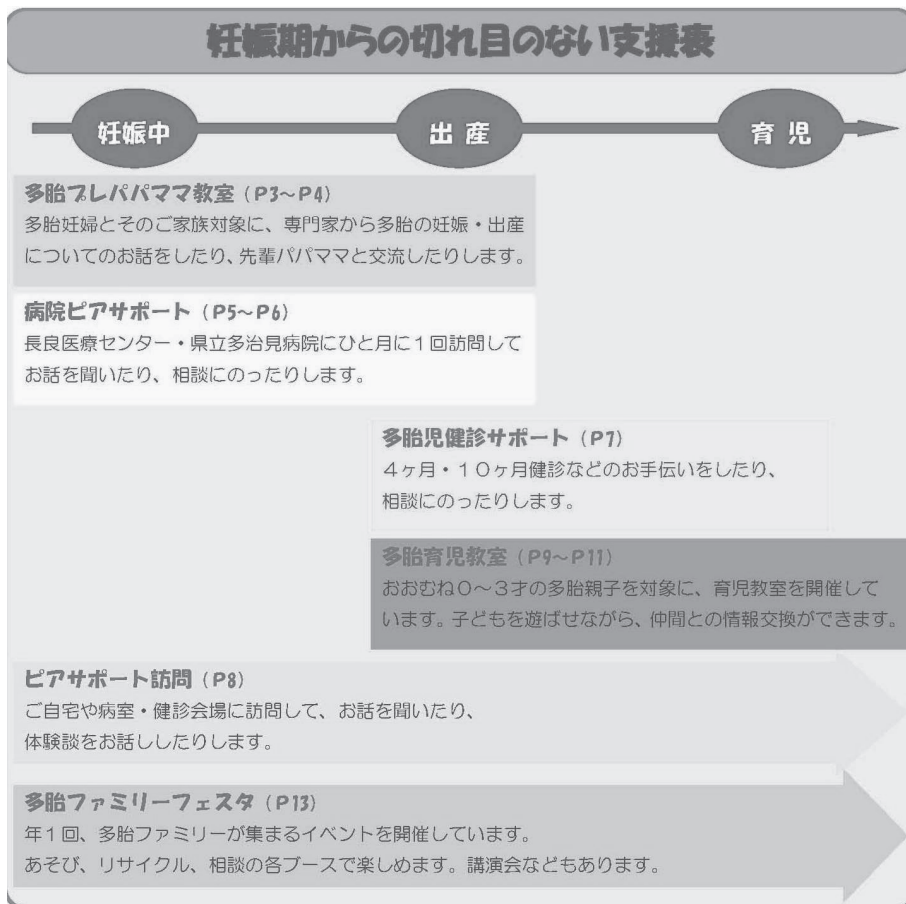 妊娠期からの切れ目のない支援表
妊娠中
出産
育児
多胎プレパパママ教室（P3～P4）
多胎妊婦とそのご家族対象に、専門家から多胎の妊娠・出産
についてのお話をしたり、先輩パパママと交流したりします。
病院ピアサポート（P5～P6）
長良医療センター・県立多治見病院にひと月に１回訪問して
お話を聞いたり、相談にのったりします。
多胎児健診サポート（P7）
４ヶ月・１０ヶ月健診などのお手伝いをしたり、
相談にのったりします。
多胎育児教室（P9～P11）
おおむね０～３才の多胎親子を対象に、育児教室を開催して
います。子どもを遊ばせながら、仲間との情報交換ができます。
ピアサポート訪問（P8）
ご自宅や病室・健診会場に訪問して、お話を聞いたり、
体験談をお話ししたりします。
多胎ファミリーフェスタ（P13）
年１回、多胎ファミリーが集まるイベントを開催しています。
あそび、リサイクル、相談の各ブースで楽しめます。講演会などもあります。